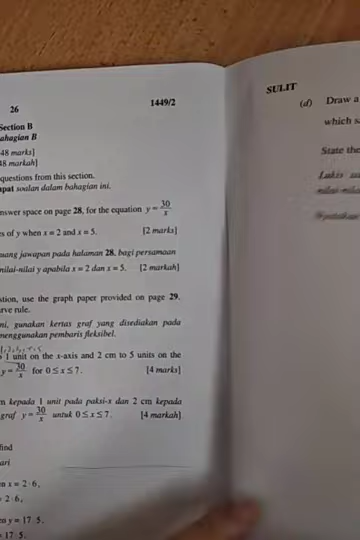 26 1449/2
Section B
ahagian B
48 marks]
48 markah]
questions from this section.
pat soalan dalam bahagian ini.
nswer space on page 28, for the equation y = 30/x
es of y when x = 2 and x = 5. [2 marks]
uang jawapan pada halaman 28, bagi persamaan
nilai-nilai y apabila x = 2 dan x = 5. [2 markah]
stion, use the graph paper provided on page 29.
rve rule.
ni, gunakan kertas graf yang disediakan pada
menggunakan pembaris fleksibel.
1 unit on the x-axis and 2 cm to 5 units on the
y = 30/x for 0 ≤ x ≤ 7. [4 marks]
m kepada 1 unit pada paksi-x dan 2 cm kepada
graf y = 30/x untuk 0 ≤ x ≤ 7. [4 markah]
find
ari
n x = 2·6,
= 2·6,
en y = 17·5.
= 17·5.
SULIT
(d) Draw a
which s
State the
Lukis
nilai-nilai